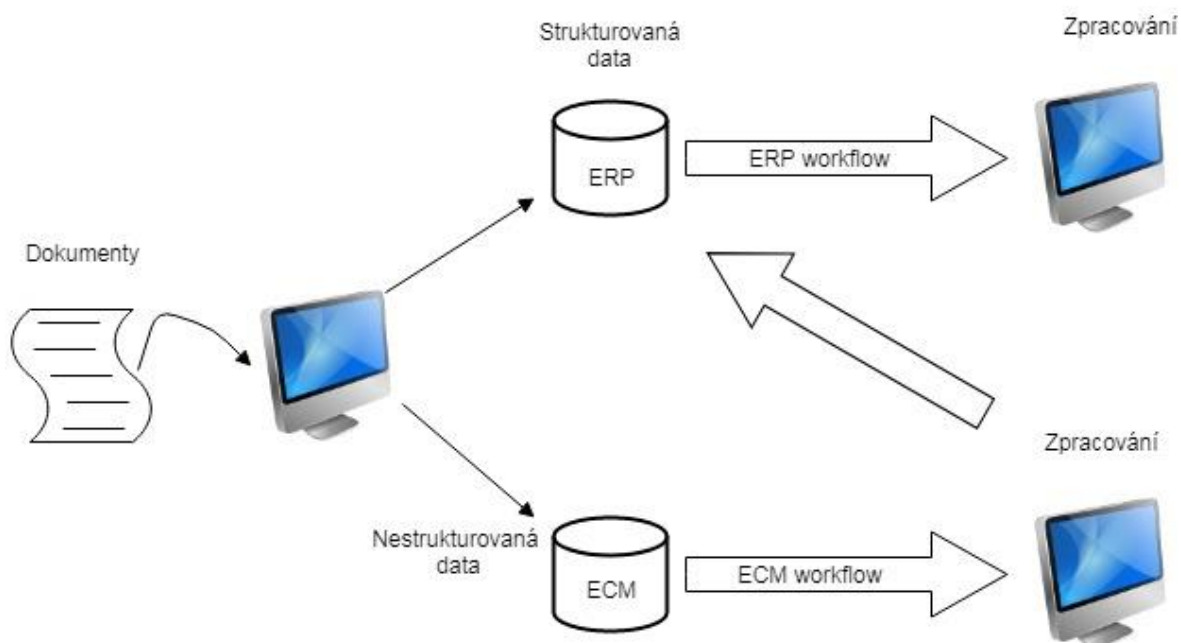 Strukturovaná
data
Zpracování
ERP
ERP workflow
Dokumenty
Zpracování
Nestrukturovaná
data
ECM
ECM workflow